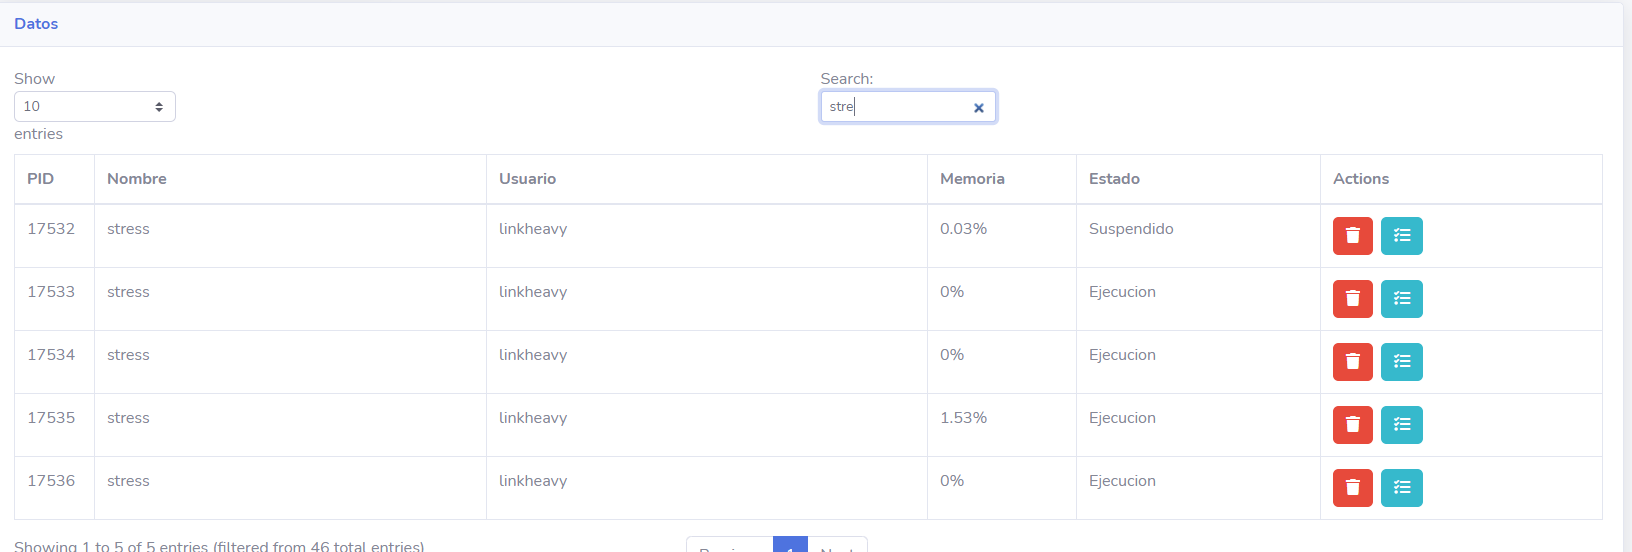 Datos
Show
10
entries
Search:
stre
PID Nombre Usuario Memoria Estado Actions
17532 stress linkheavy 0.03% Suspendido
17533 stress linkheavy 0% Ejecucion
17534 stress linkheavy 0% Ejecucion
17535 stress linkheavy 1.53% Ejecucion
17536 stress linkheavy 0% Ejecucion
Showing 1 to 5 of 5 entries (filtered from 46 total entries)
Previous 1 Next